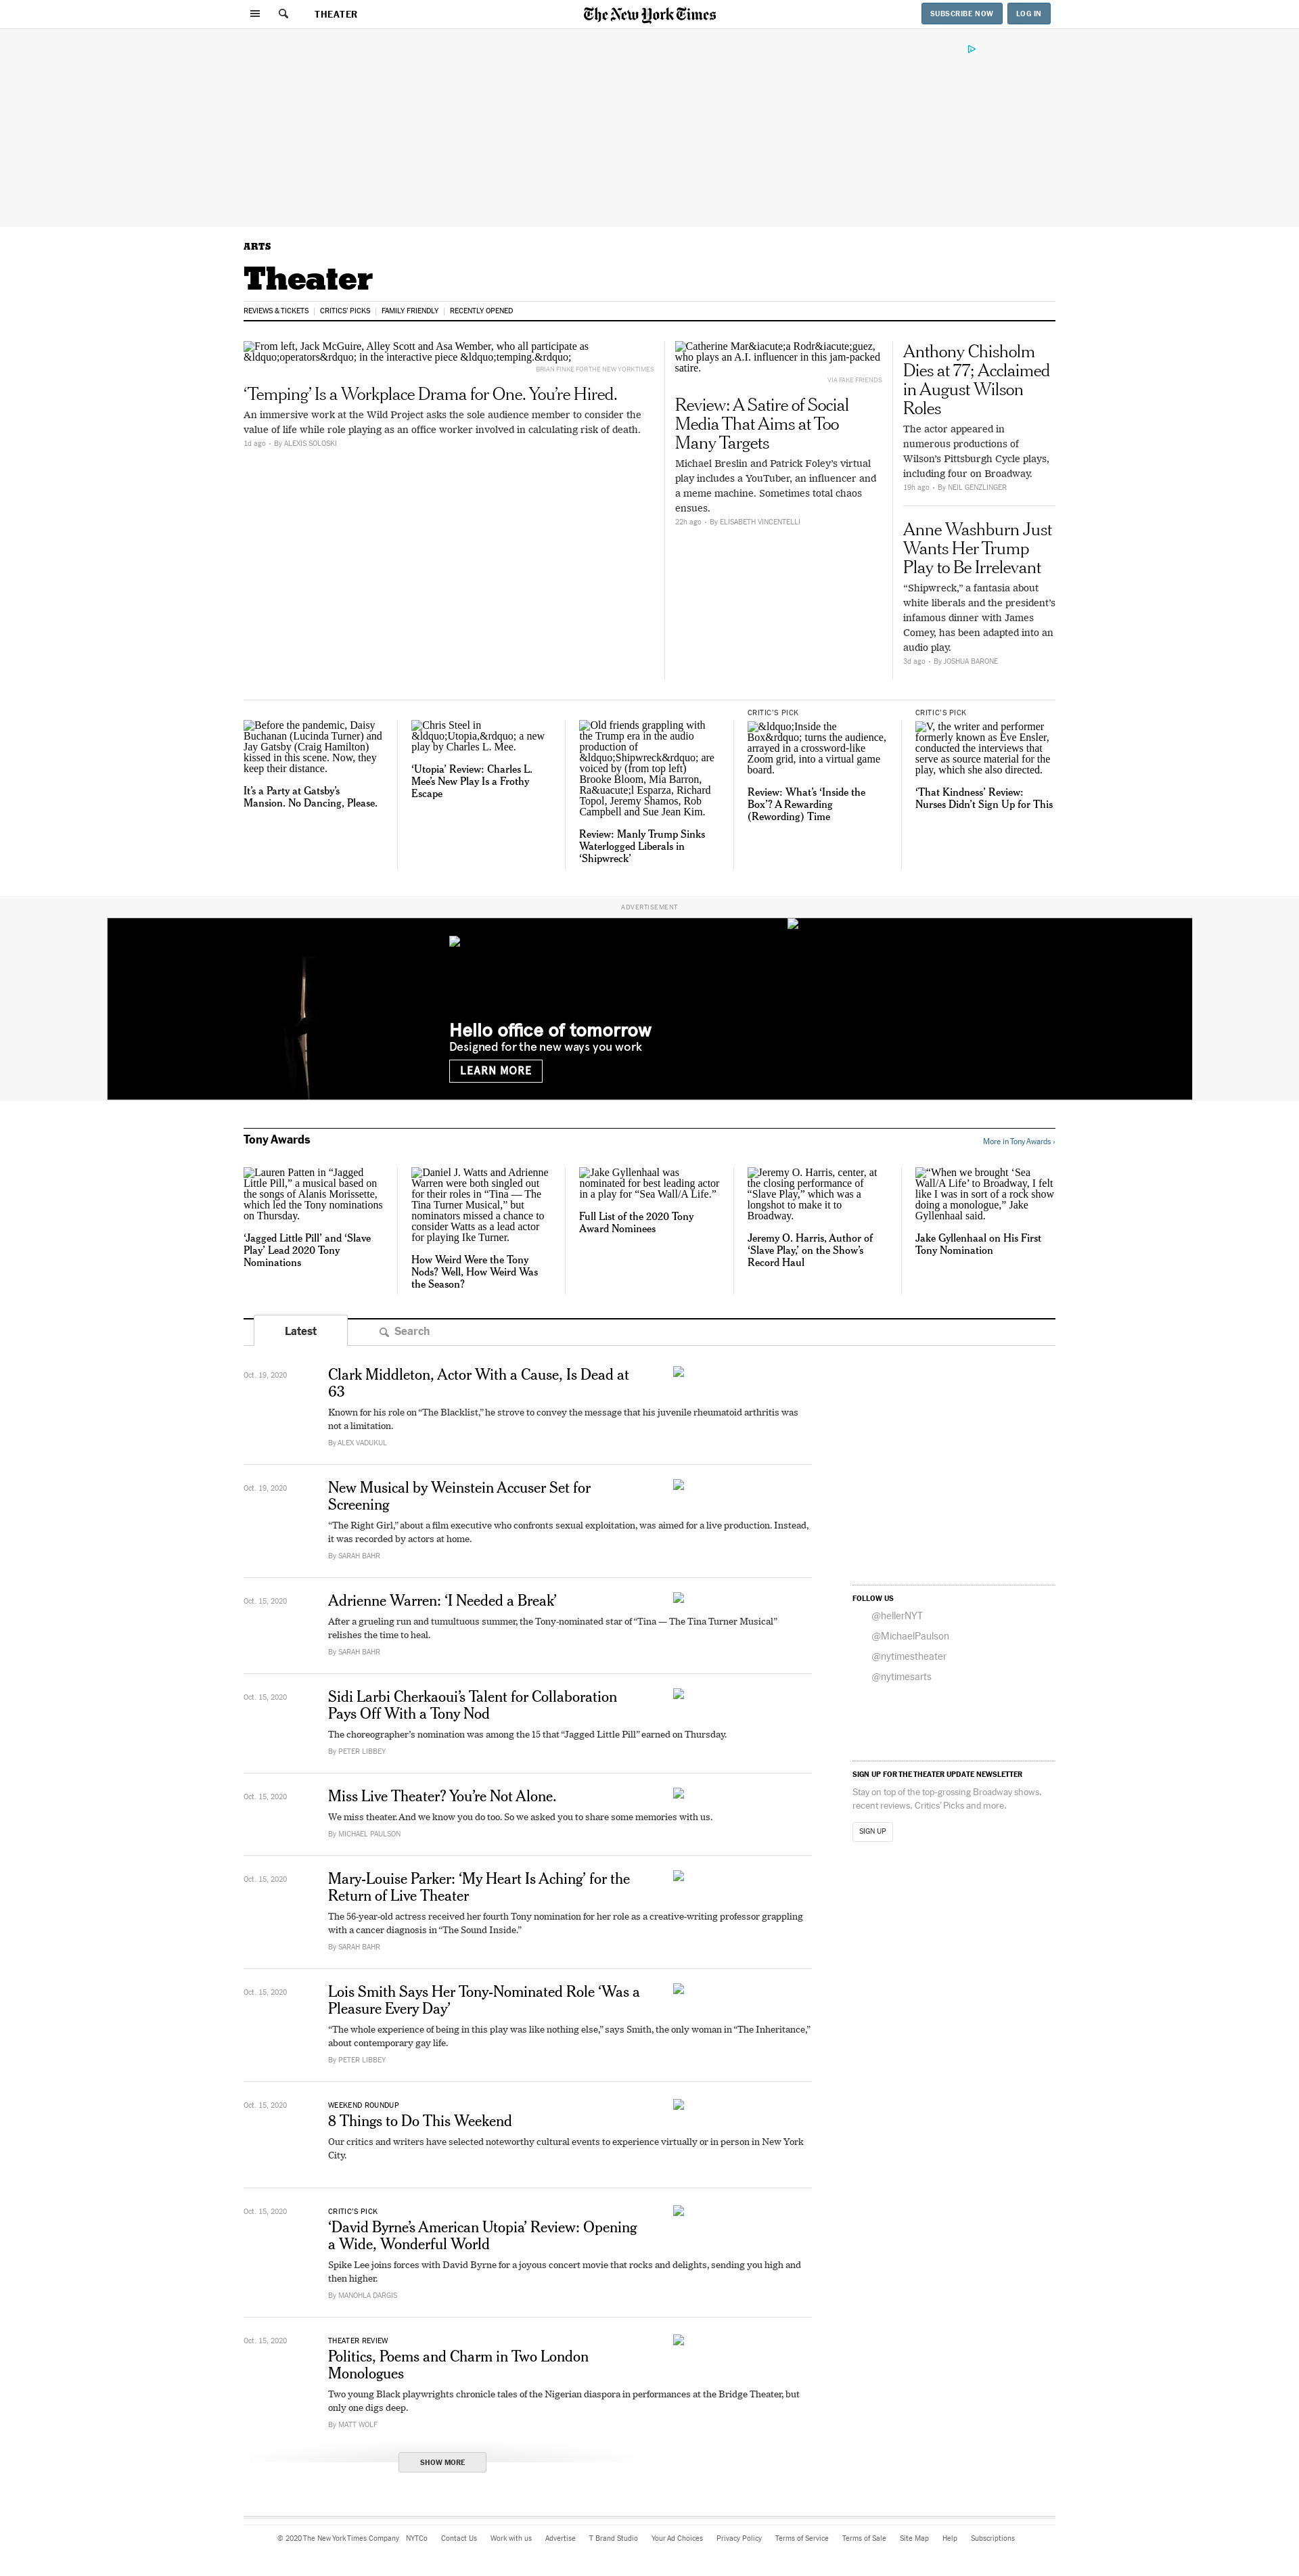 THEATER
The New York Times
SUBSCRIBE NOW
LOG IN
ARTS
Theater
REVIEWS & TICKETS
CRITICS' PICKS
FAMILY FRIENDLY
RECENTLY OPENED
From left, Jack McGuire, Alley Scott and Asa Wember, who all participate as
&ldquo;operators&rdquo; in the interactive piece &ldquo;temping.&rdquo;
BRIAN FINKE FOR THE NEW YORK TIMES
‘Temping’ Is a Workplace Drama for One. You’re Hired.
An immersive work at the Wild Project asks the sole audience member to consider the
value of life while role playing as an office worker involved in calculating risk of death.
1d ago - By ALEXIS SOLOSKI
Catherine Mar&iacute;a Rodr&iacute;guez,
who plays an A.I. influencer in this jam-packed
satire.
VIA FAKE FRIENDS
Review: A Satire of Social
Media That Aims at Too
Many Targets
Michael Breslin and Patrick Foley’s virtual
play includes a YouTuber, an influencer and
a meme machine. Sometimes total chaos
ensues.
22h ago - By ELISABETH VINCENTELLI
Anthony Chisholm
Dies at 77; Acclaimed
in August Wilson
Roles
The actor appeared in
numerous productions of
Wilson’s Pittsburgh Cycle plays,
including four on Broadway.
19h ago - By NEIL GENZLINGER
Anne Washburn Just
Wants Her Trump
Play to Be Irrelevant
“Shipwreck,” a fantasia about
white liberals and the president’s
infamous dinner with James
Comey, has been adapted into an
audio play.
3d ago - By JOSHUA BARONE
Before the pandemic, Daisy
Buchanan (Lucinda Turner) and
Jay Gatsby (Craig Hamilton)
kissed in this scene. Now, they
keep their distance.
It’s a Party at Gatsby’s
Mansion. No Dancing, Please.
Chris Steel in
&ldquo;Utopia,&rdquo; a new
play by Charles L. Mee.
‘Utopia’ Review: Charles L.
Mee’s New Play Is a Frothy
Escape
Old friends grappling with
the Trump era in the audio
production of
&ldquo;Shipwreck&rdquo; are
voiced by (from top left)
Brooke Bloom, Mia Barron,
Ra&uacute;l Esparza, Richard
Topol, Jeremy Shamos, Rob
Campbell and Sue Jean Kim.
Review: Manly Trump Sinks
Waterlogged Liberals in
‘Shipwreck’
CRITIC’S PICK
&ldquo;Inside the
Box&rdquo; turns the audience,
arrayed in a crossword-like
Zoom grid, into a virtual game
board.
Review: What’s ‘Inside the
Box’? A Rewarding
(Rewording) Time
CRITIC’S PICK
V, the writer and performer
formerly known as Eve Ensler,
conducted the interviews that
serve as source material for the
play, which she also directed.
‘That Kindness’ Review:
Nurses Didn’t Sign Up for This
ADVERTISEMENT
Hello office of tomorrow
Designed for the new ways you work
LEARN MORE
Tony Awards
More in Tony Awards ›
Lauren Patten in “Jagged
Little Pill,” a musical based on
the songs of Alanis Morissette,
which led the Tony nominations
on Thursday.
‘Jagged Little Pill’ and ‘Slave
Play’ Lead 2020 Tony
Nominations
Daniel J. Watts and Adrienne
Warren were both singled out
for their roles in “Tina — The
Tina Turner Musical,” but
nominators missed a chance to
consider Watts as a lead actor
for playing Ike Turner.
How Weird Were the Tony
Nods? Well, How Weird Was
the Season?
Jake Gyllenhaal was
nominated for best leading actor
in a play for “Sea Wall/A Life.”
Full List of the 2020 Tony
Award Nominees
Jeremy O. Harris, center, at
the closing performance of
“Slave Play,” which was a
longshot to make it to
Broadway.
Jeremy O. Harris, Author of
‘Slave Play,’ on the Show’s
Record Haul
“When we brought ‘Sea
Wall/A Life’ to Broadway, I felt
like I was in sort of a rock show
doing a monologue,” Jake
Gyllenhaal said.
Jake Gyllenhaal on His First
Tony Nomination
Latest
Search
Oct. 19, 2020
Clark Middleton, Actor With a Cause, Is Dead at
63
Known for his role on “The Blacklist,” he strove to convey the message that his juvenile rheumatoid arthritis was
not a limitation.
By ALEX VADUKUL
Oct. 19, 2020
New Musical by Weinstein Accuser Set for
Screening
“The Right Girl,” about a film executive who confronts sexual exploitation, was aimed for a live production. Instead,
it was recorded by actors at home.
By SARAH BAHR
Oct. 15, 2020
Adrienne Warren: ‘I Needed a Break’
After a grueling run and tumultuous summer, the Tony-nominated star of “Tina — The Tina Turner Musical”
relishes the time to heal.
By SARAH BAHR
Oct. 15, 2020
Sidi Larbi Cherkaoui’s Talent for Collaboration
Pays Off With a Tony Nod
The choreographer’s nomination was among the 15 that “Jagged Little Pill” earned on Thursday.
By PETER LIBBEY
Oct. 15, 2020
Miss Live Theater? You’re Not Alone.
We miss theater. And we know you do too. So we asked you to share some memories with us.
By MICHAEL PAULSON
Oct. 15, 2020
Mary-Louise Parker: ‘My Heart Is Aching’ for the
Return of Live Theater
The 56-year-old actress received her fourth Tony nomination for her role as a creative-writing professor grappling
with a cancer diagnosis in “The Sound Inside.”
By SARAH BAHR
Oct. 15, 2020
Lois Smith Says Her Tony-Nominated Role ‘Was a
Pleasure Every Day’
“The whole experience of being in this play was like nothing else,” says Smith, the only woman in “The Inheritance,”
about contemporary gay life.
By PETER LIBBEY
Oct. 15, 2020
WEEKEND ROUNDUP
8 Things to Do This Weekend
Our critics and writers have selected noteworthy cultural events to experience virtually or in person in New York
City.
Oct. 15, 2020
CRITIC’S PICK
‘David Byrne’s American Utopia’ Review: Opening
a Wide, Wonderful World
Spike Lee joins forces with David Byrne for a joyous concert movie that rocks and delights, sending you high and
then higher.
By MANOHLA DARGIS
Oct. 15, 2020
THEATER REVIEW
Politics, Poems and Charm in Two London
Monologues
Two young Black playwrights chronicle tales of the Nigerian diaspora in performances at the Bridge Theater, but
only one digs deep.
By MATT WOLF
SHOW MORE
FOLLOW US
@hellerNYT
@MichaelPaulson
@nytimestheater
@nytimesarts
SIGN UP FOR THE THEATER UPDATE NEWSLETTER
Stay on top of the top-grossing Broadway shows,
recent reviews, Critics’ Picks and more.
SIGN UP
© 2020 The New York Times Company NYTCo Contact Us Work with us Advertise T Brand Studio Your Ad Choices Privacy Policy Terms of Service Terms of Sale Site Map Help Subscriptions